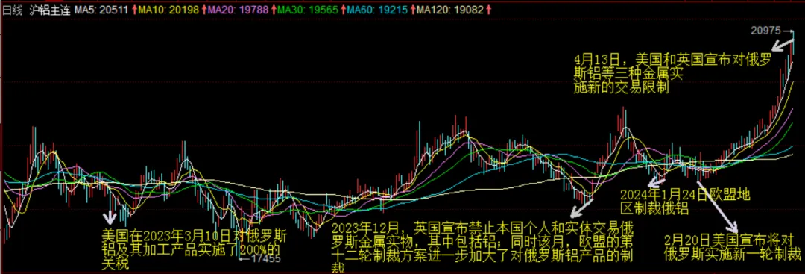 日线 沪铝主连 MA5: 20511 MA10: 20198 MA20: 19788 MA30: 19565 MA60: 19215 MA120: 19082
20975
4月13日,美国和英国宣布对俄罗
斯铝等三种金属实
施新的交易限制
2024年1月24日欧盟地
区制裁俄铝
美国在2023年3月10日对俄罗斯
铝及其加工产品实施了200%的
关税
17455
2023年12月,英国宣布禁止本国个人和实体交易俄
罗斯金属实物,其中包括铝;同时该月,欧盟的第
十二轮制裁方案进一步加大了对俄罗斯铝产品的制
裁
2月20日美国宣布将对
俄罗斯实施新一轮制裁